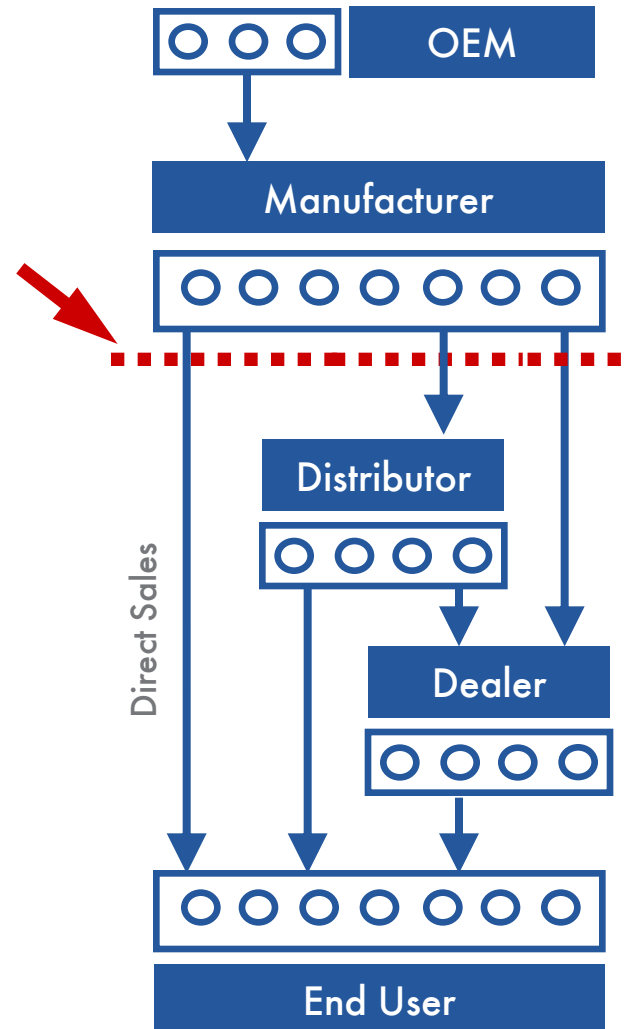 OEM
Manufacturer
Distributor
Direct Sales
Dealer
End User